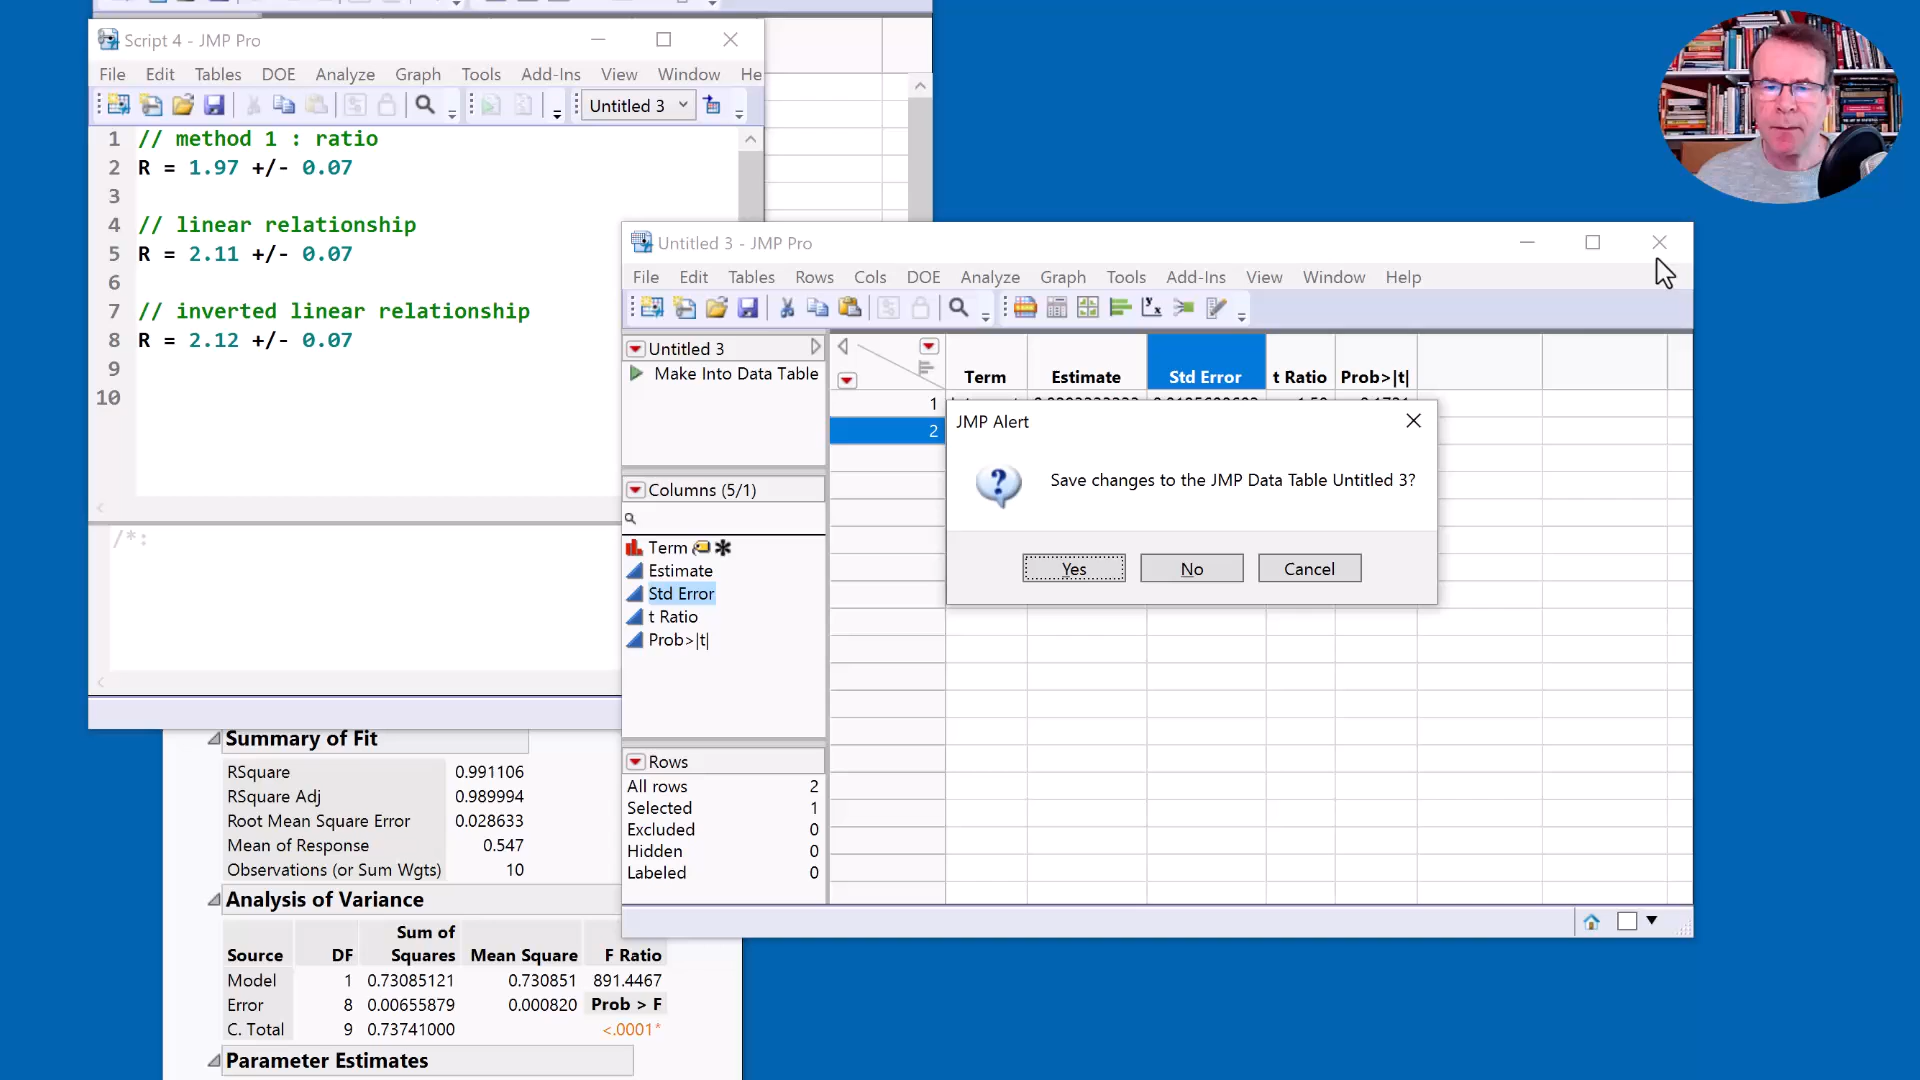 Script 4 - JMP Pro
File Edit Tables DOE Analyze Graph Tools Add-Ins View Window He
Untitled 3
1 // method 1 : ratio
2 R = 1.97 +/- 0.07
3
4 // linear relationship
5 R = 2.11 +/- 0.07
6
7 // inverted linear relationship
8 R = 2.12 +/- 0.07
9
10
/*:
Untitled 3 - JMP Pro
File Edit Tables Rows Cols DOE Analyze Graph Tools Add-Ins View Window Help
Untitled 3
Make Into Data Table
Columns (5/1)
Term
Estimate
Std Error
t Ratio
Prob>|t|
Rows
All rows 2
Selected 1
Excluded 0
Hidden 0
Labeled 0
Term Estimate Std Error t Ratio Prob>|t|
1
2
JMP Alert
Save changes to the JMP Data Table Untitled 3?
Yes No Cancel
Summary of Fit
RSquare 0.991106
RSquare Adj 0.989994
Root Mean Square Error 0.028633
Mean of Response 0.547
Observations (or Sum Wgts) 10
Analysis of Variance
Sum of
Source DF Squares Mean Square F Ratio
Model 1 0.73085121 0.730851 891.4467
Error 8 0.00655879 0.000820 Prob > F
C. Total 9 0.73741000 <.0001*
Parameter Estimates